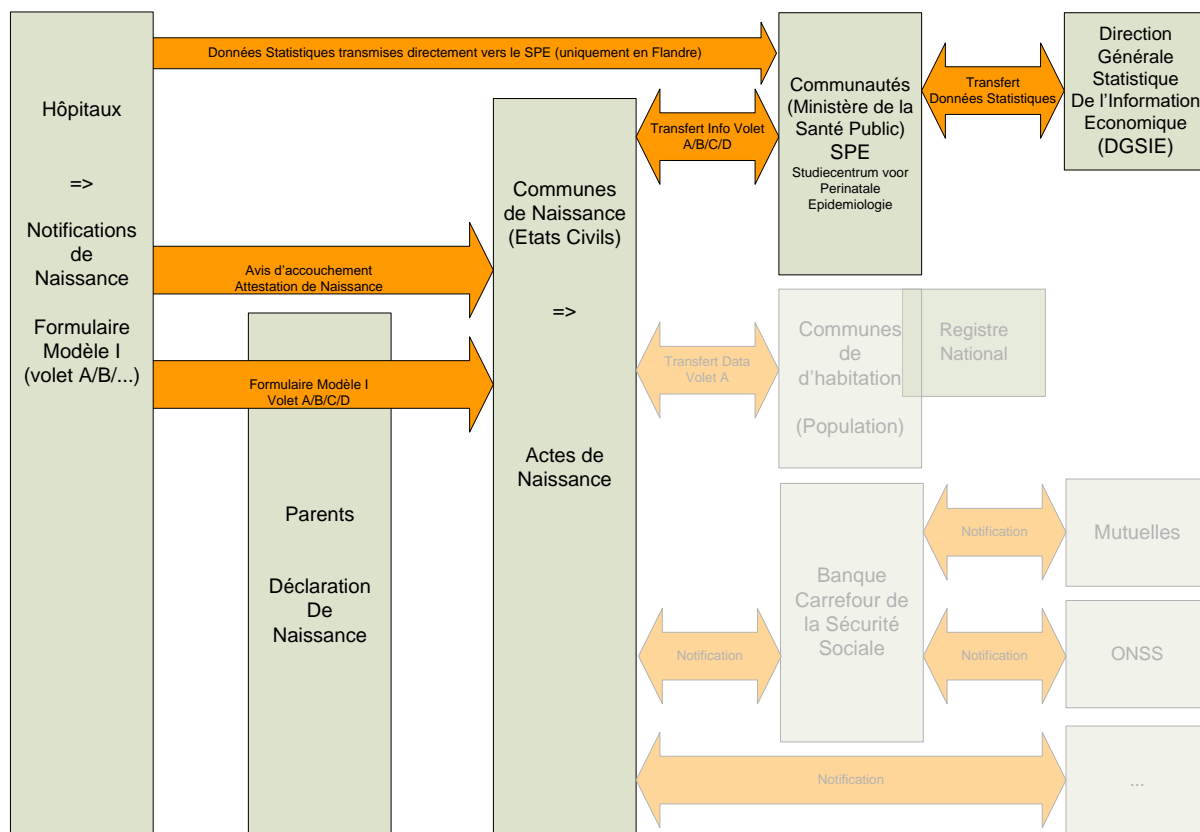 Hôpitaux
=>
Notifications
de
Naissance
Formulaire
Modèle I
(volet A/B/...)
Données Statistiques transmises directement vers le SPE (uniquement en Flandre)
Avis d'accouchement
Attestation de Naissance
Formulaire Modèle I
Volet A/B/C/D
Parents
Déclaration
De
Naissance
Communes
de Naissance
(Etats Civils)
=>
Actes de
Naissance
Transfert Info Volet
A/B/C/D
Communautés
(Ministère de la
Santé Public)
SPE
Studiecentrum voor
Perinatale
Epidemiologie
Transfert
Données Statistiques
Direction
Générale
Statistique
De l'Information
Economique
(DGSIE)
Transfert Data
Volet A
Communes
de
d'habitation
(Population)
Registre
National
Notification
Banque
Carrefour de
la Sécurité
Sociale
Notification
Mutuelles
Notification
ONSS
Notification
...